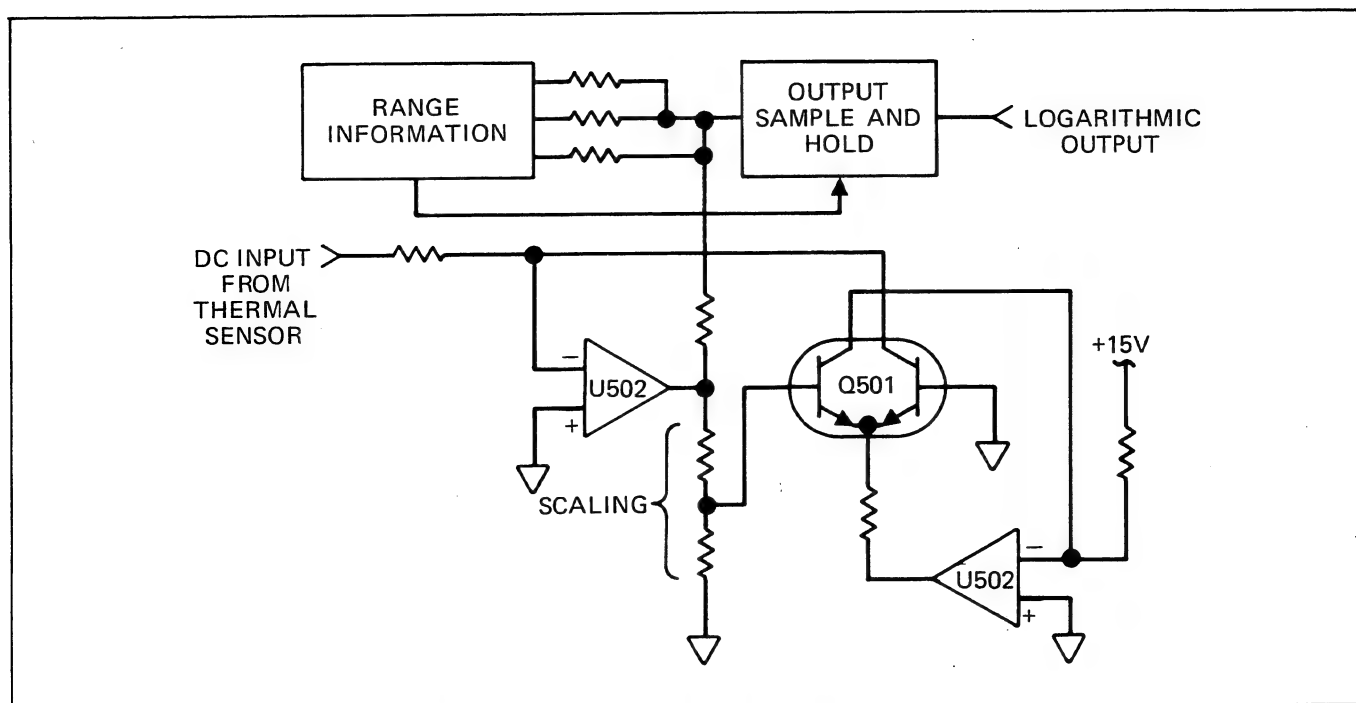 RANGE
INFORMATION
OUTPUT
SAMPLE AND
HOLD
LOGARITHMIC
OUTPUT
DC INPUT
FROM
THERMAL
SENSOR
−
U502
+
SCALING
Q501
+15V
−
U502
+